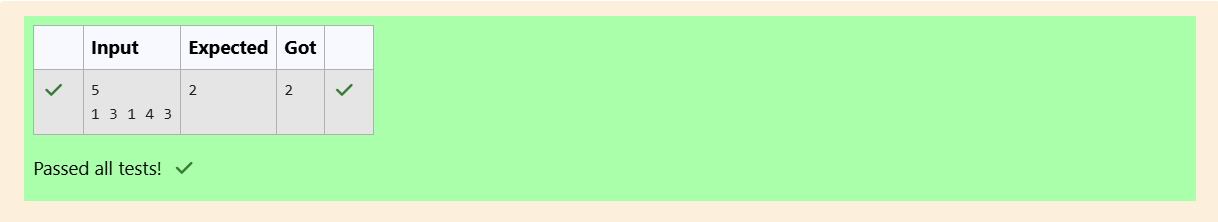 Input Expected Got
5 2 2
1 3 1 4 3
Passed all tests!